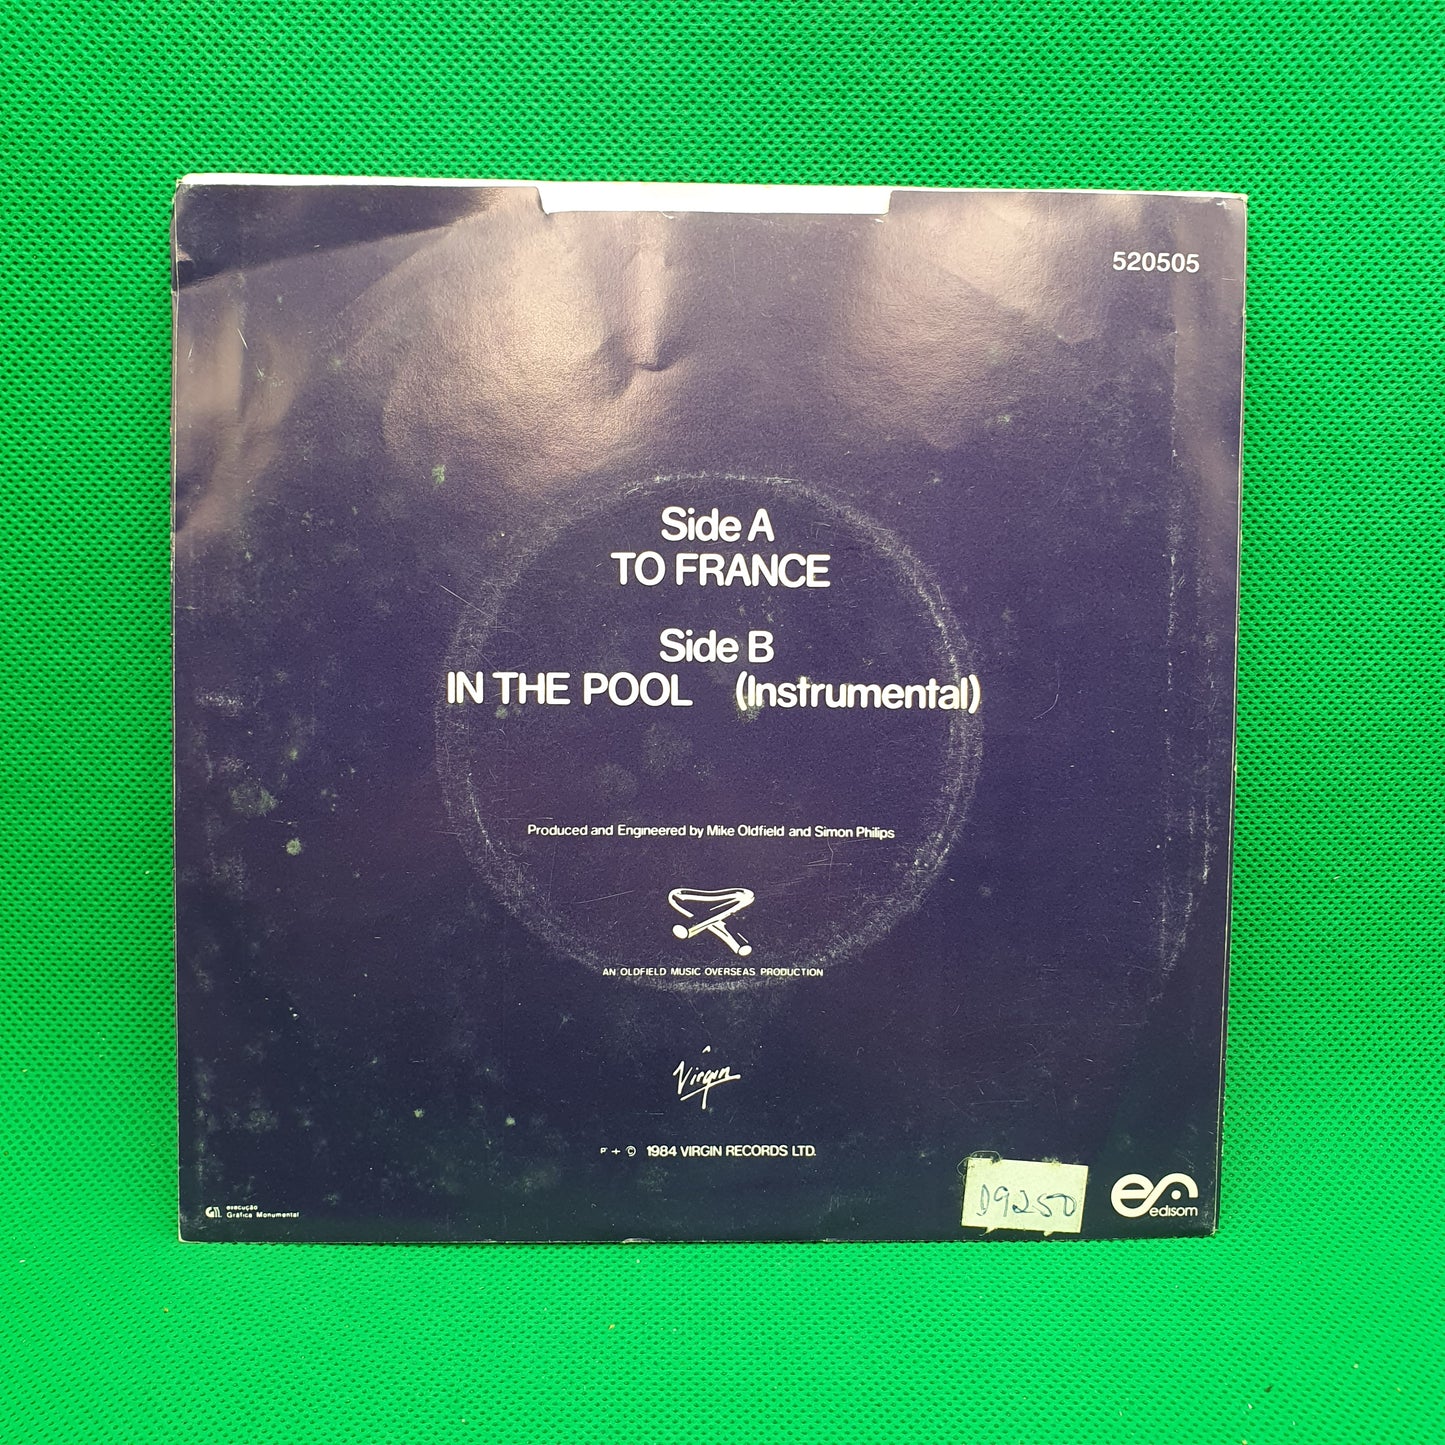 520505
Side A
TO FRANCE
Side B
IN THE POOL (Instrumental)
Produced and Engineered by Mike Oldfield and Simon Philips
AN OLDFIELD MUSIC OVERSEAS PRODUCTION
Virgin
P + © 1984 VIRGIN RECORDS LTD.
execução
Gráfica Monumental
D9250
edisom